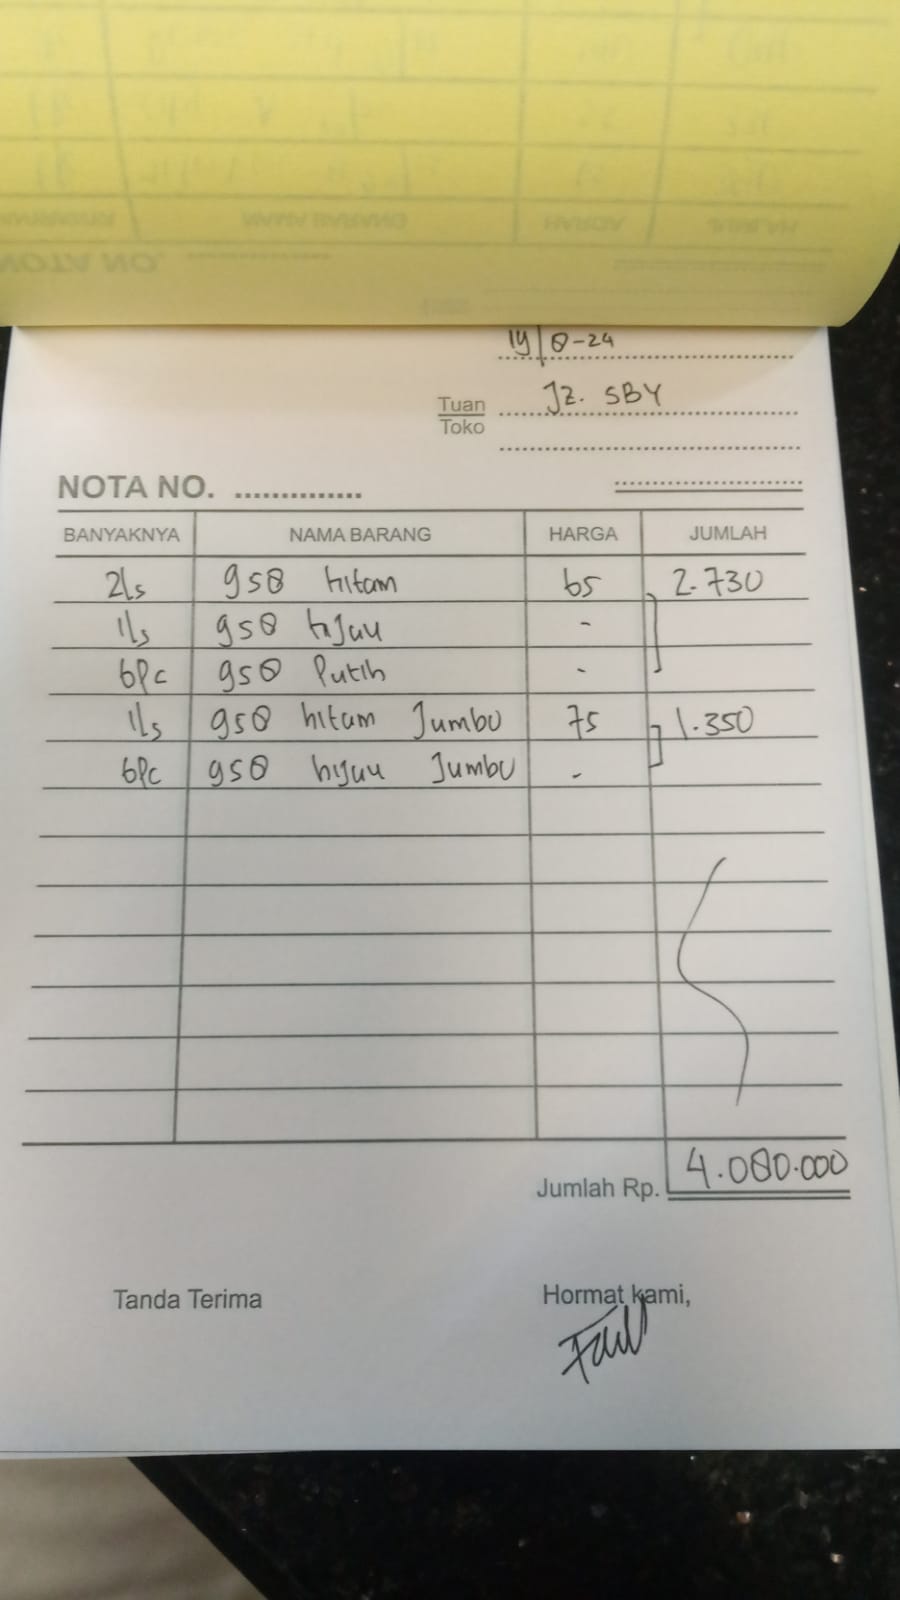 19/8-24
Tuan Jz. SBY
Toko
NOTA NO. ..............
BANYAKNYA NAMA BARANG HARGA JUMLAH
2ls 958 hitam 65 2.730
1ls 958 hijau -
6Pc 958 Putih -
1ls 958 hitam Jumbo 75 1.350
6Pc 958 hijau Jumbo -
Jumlah Rp. 4.080.000
Tanda Terima Hormat kami,